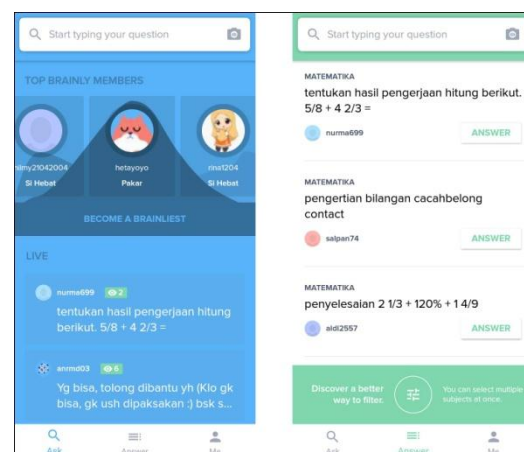 Start typing your question
TOP BRAINLY MEMBERS
hetayoyo
rina1204
Si Hebat
Pakar
Si Hebat
BECOME A BRAINLIEST
LIVE
nurma699 2
tentukan hasil pengerjaan hitung
berikut. 5/8 + 4 2/3 =
anrmd03 6
Yg bisa, tolong dibantu yh (Klo gk
bisa, gk ush dipaksakan :) bsk s...
Ask
Answer
Me
Start typing your question
MATEMATIKA
tentukan hasil pengerjaan hitung berikut.
5/8 + 4 2/3 =
nurma699
ANSWER
MATEMATIKA
pengertian bilangan cacahbelong
contact
salpan74
ANSWER
MATEMATIKA
penyelesaian 2 1/3 + 120% + 1 4/9
aldi2557
ANSWER
Discover a better
way to filter.
You can select multiple
subjects at once.
Ask
Answer
Me